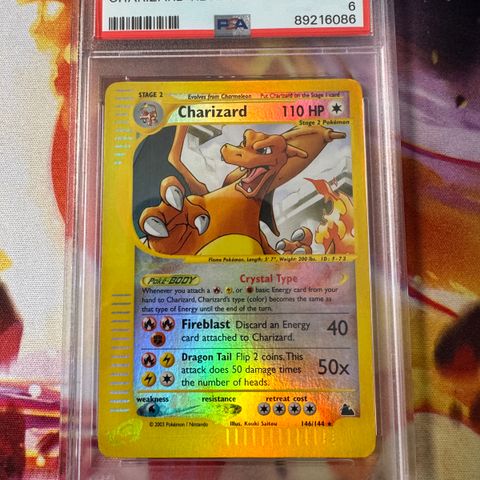 6
PSA
89216086
STAGE 2
Evolves from Charmeleon
Put Charizard on the Stage 1 card
Charizard 110 HP
Stage 2 Pokémon
Flame Pokémon, Length: 5' 7", Weight: 200 lbs. ID: F-72
Poké-BODY Crystal Type
Whenever you attach a , , or basic Energy card from your
hand to Charizard, Charizard's type (color) becomes the same as
that type of Energy until the end of the turn.
Fireblast Discard an Energy
card attached to Charizard.
40
Dragon Tail Flip 2 coins. This
attack does 50 damage times
the number of heads.
50x
weakness resistance retreat cost
© 2003 Pokémon / Nintendo Illus. Kouki Saitou 146/144 ★